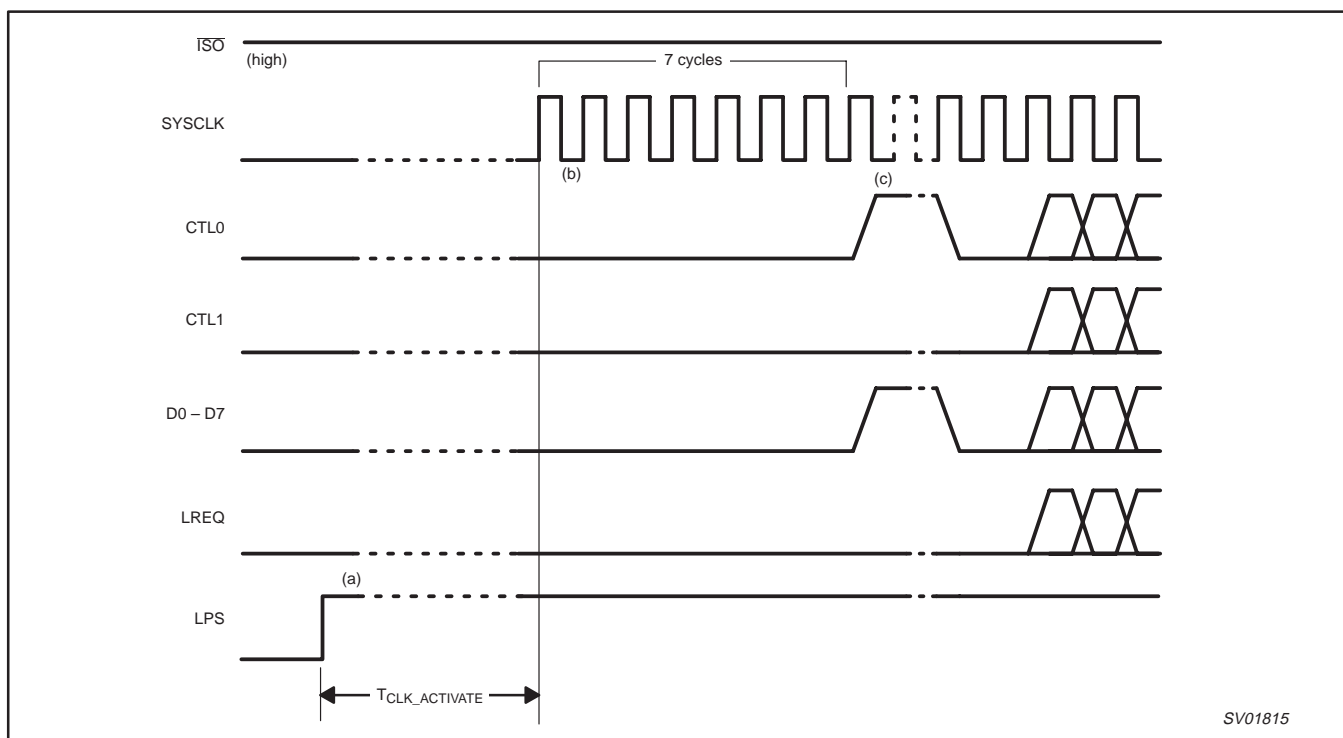 ISO
(high)
7 cycles
SYSCLK
(b)
(c)
CTL0
CTL1
D0 – D7
LREQ
(a)
LPS
TCLK_ACTIVATE
SV01815